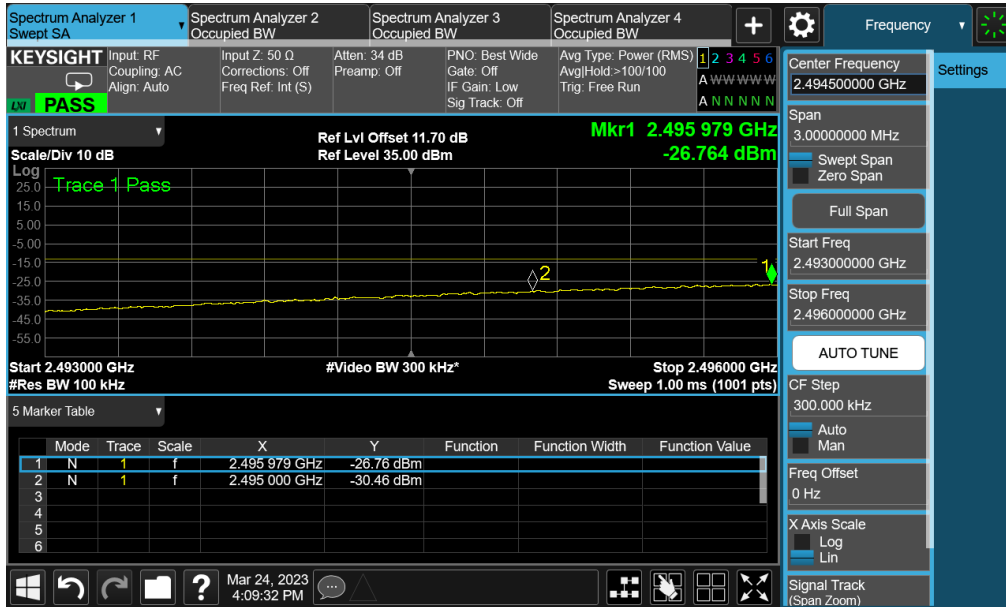 Spectrum Analyzer 1
Swept SA
Spectrum Analyzer 2
Occupied BW
Spectrum Analyzer 3
Occupied BW
Spectrum Analyzer 4
Occupied BW
+
Frequency
KEYSIGHT
LXI
PASS
Input: RF
Coupling: AC
Align: Auto
Input Z: 50 Ω
Corrections: Off
Freq Ref: Int (S)
Atten: 34 dB
Preamp: Off
PNO: Best Wide
Gate: Off
IF Gain: Low
Sig Track: Off
Avg Type: Power (RMS)
Avg|Hold:>100/100
Trig: Free Run
1 2 3 4 5 6
A W W W W W
A N N N N N
1 Spectrum
Scale/Div 10 dB
Ref Lvl Offset 11.70 dB
Ref Level 35.00 dBm
Mkr1 2.495 979 GHz
-26.764 dBm
Log
Trace 1 Pass
25.0
15.0
5.00
-5.00
-15.0
-25.0
-35.0
-45.0
-55.0
2
1
Start 2.493000 GHz
#Res BW 100 kHz
#Video BW 300 kHz*
Stop 2.496000 GHz
Sweep 1.00 ms (1001 pts)
5 Marker Table
Mode Trace Scale X Y Function Function Width Function Value
1 N 1 f 2.495 979 GHz -26.76 dBm
2 N 1 f 2.495 000 GHz -30.46 dBm
3
4
5
6
?
Mar 24, 2023
4:09:32 PM
Center Frequency
2.494500000 GHz
Span
3.00000000 MHz
Swept Span
Zero Span
Full Span
Start Freq
2.493000000 GHz
Stop Freq
2.496000000 GHz
AUTO TUNE
CF Step
300.000 kHz
Auto
Man
Freq Offset
0 Hz
X Axis Scale
Log
Lin
Signal Track
(Span Zoom)
Settings